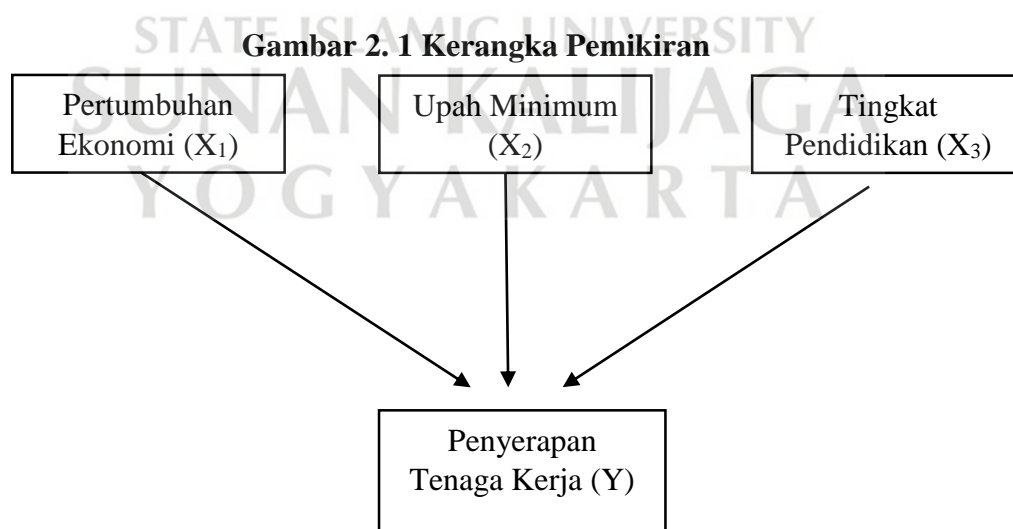 STATE ISLAMIC UNIVERSITY
Gambar 2. 1 Kerangka Pemikiran
SUNAN KALIJAGA
Pertumbuhan
Ekonomi (X₁)
Upah Minimum
(X₂)
Tingkat
Pendidikan (X₃)
YOGYAKARTA
Penyerapan
Tenaga Kerja (Y)